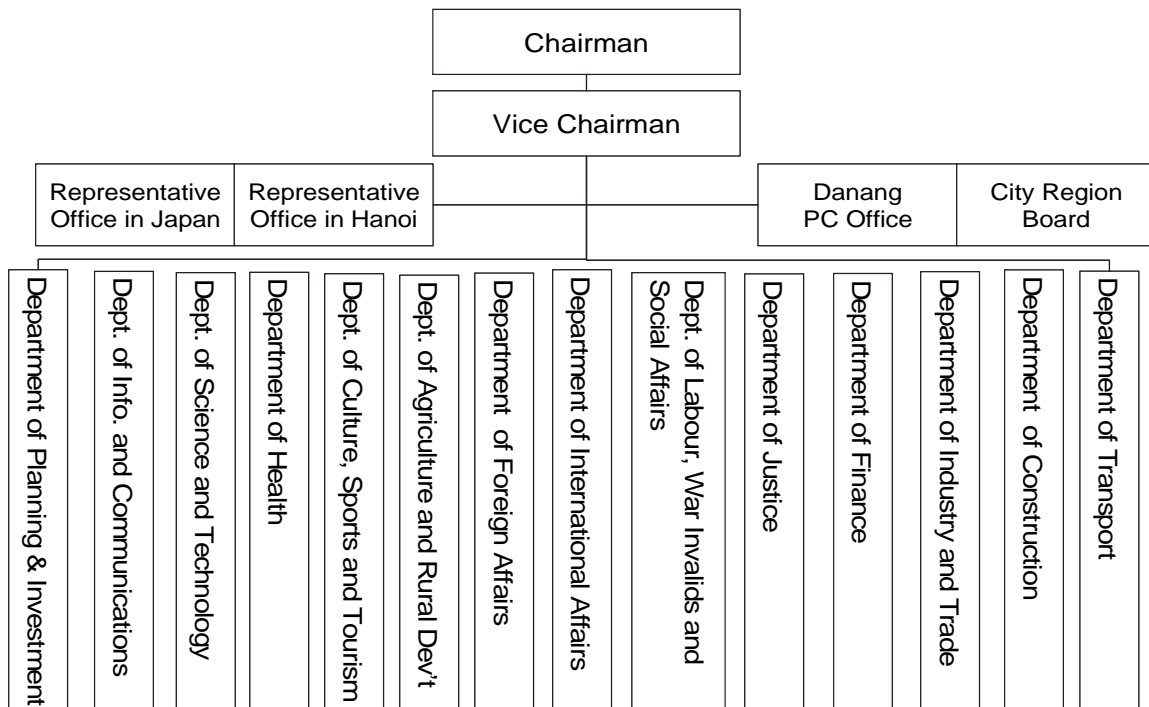 Chairman
Vice Chairman
Representative
Office in Japan
Representative
Office in Hanoi
Danang
PC Office
City Region
Board
Department of Planning & Investment
Dept. of Info. and Communications
Dept. of Science and Technology
Department of Health
Dept. of Culture, Sports and Tourism
Dept. of Agriculture and Rural Dev't
Department of Foreign Affairs
Department of International Affairs
Dept. of Labour, War Invalids and
Social Affairs
Department of Justice
Department of Finance
Department of Industry and Trade
Department of Construction
Department of Transport